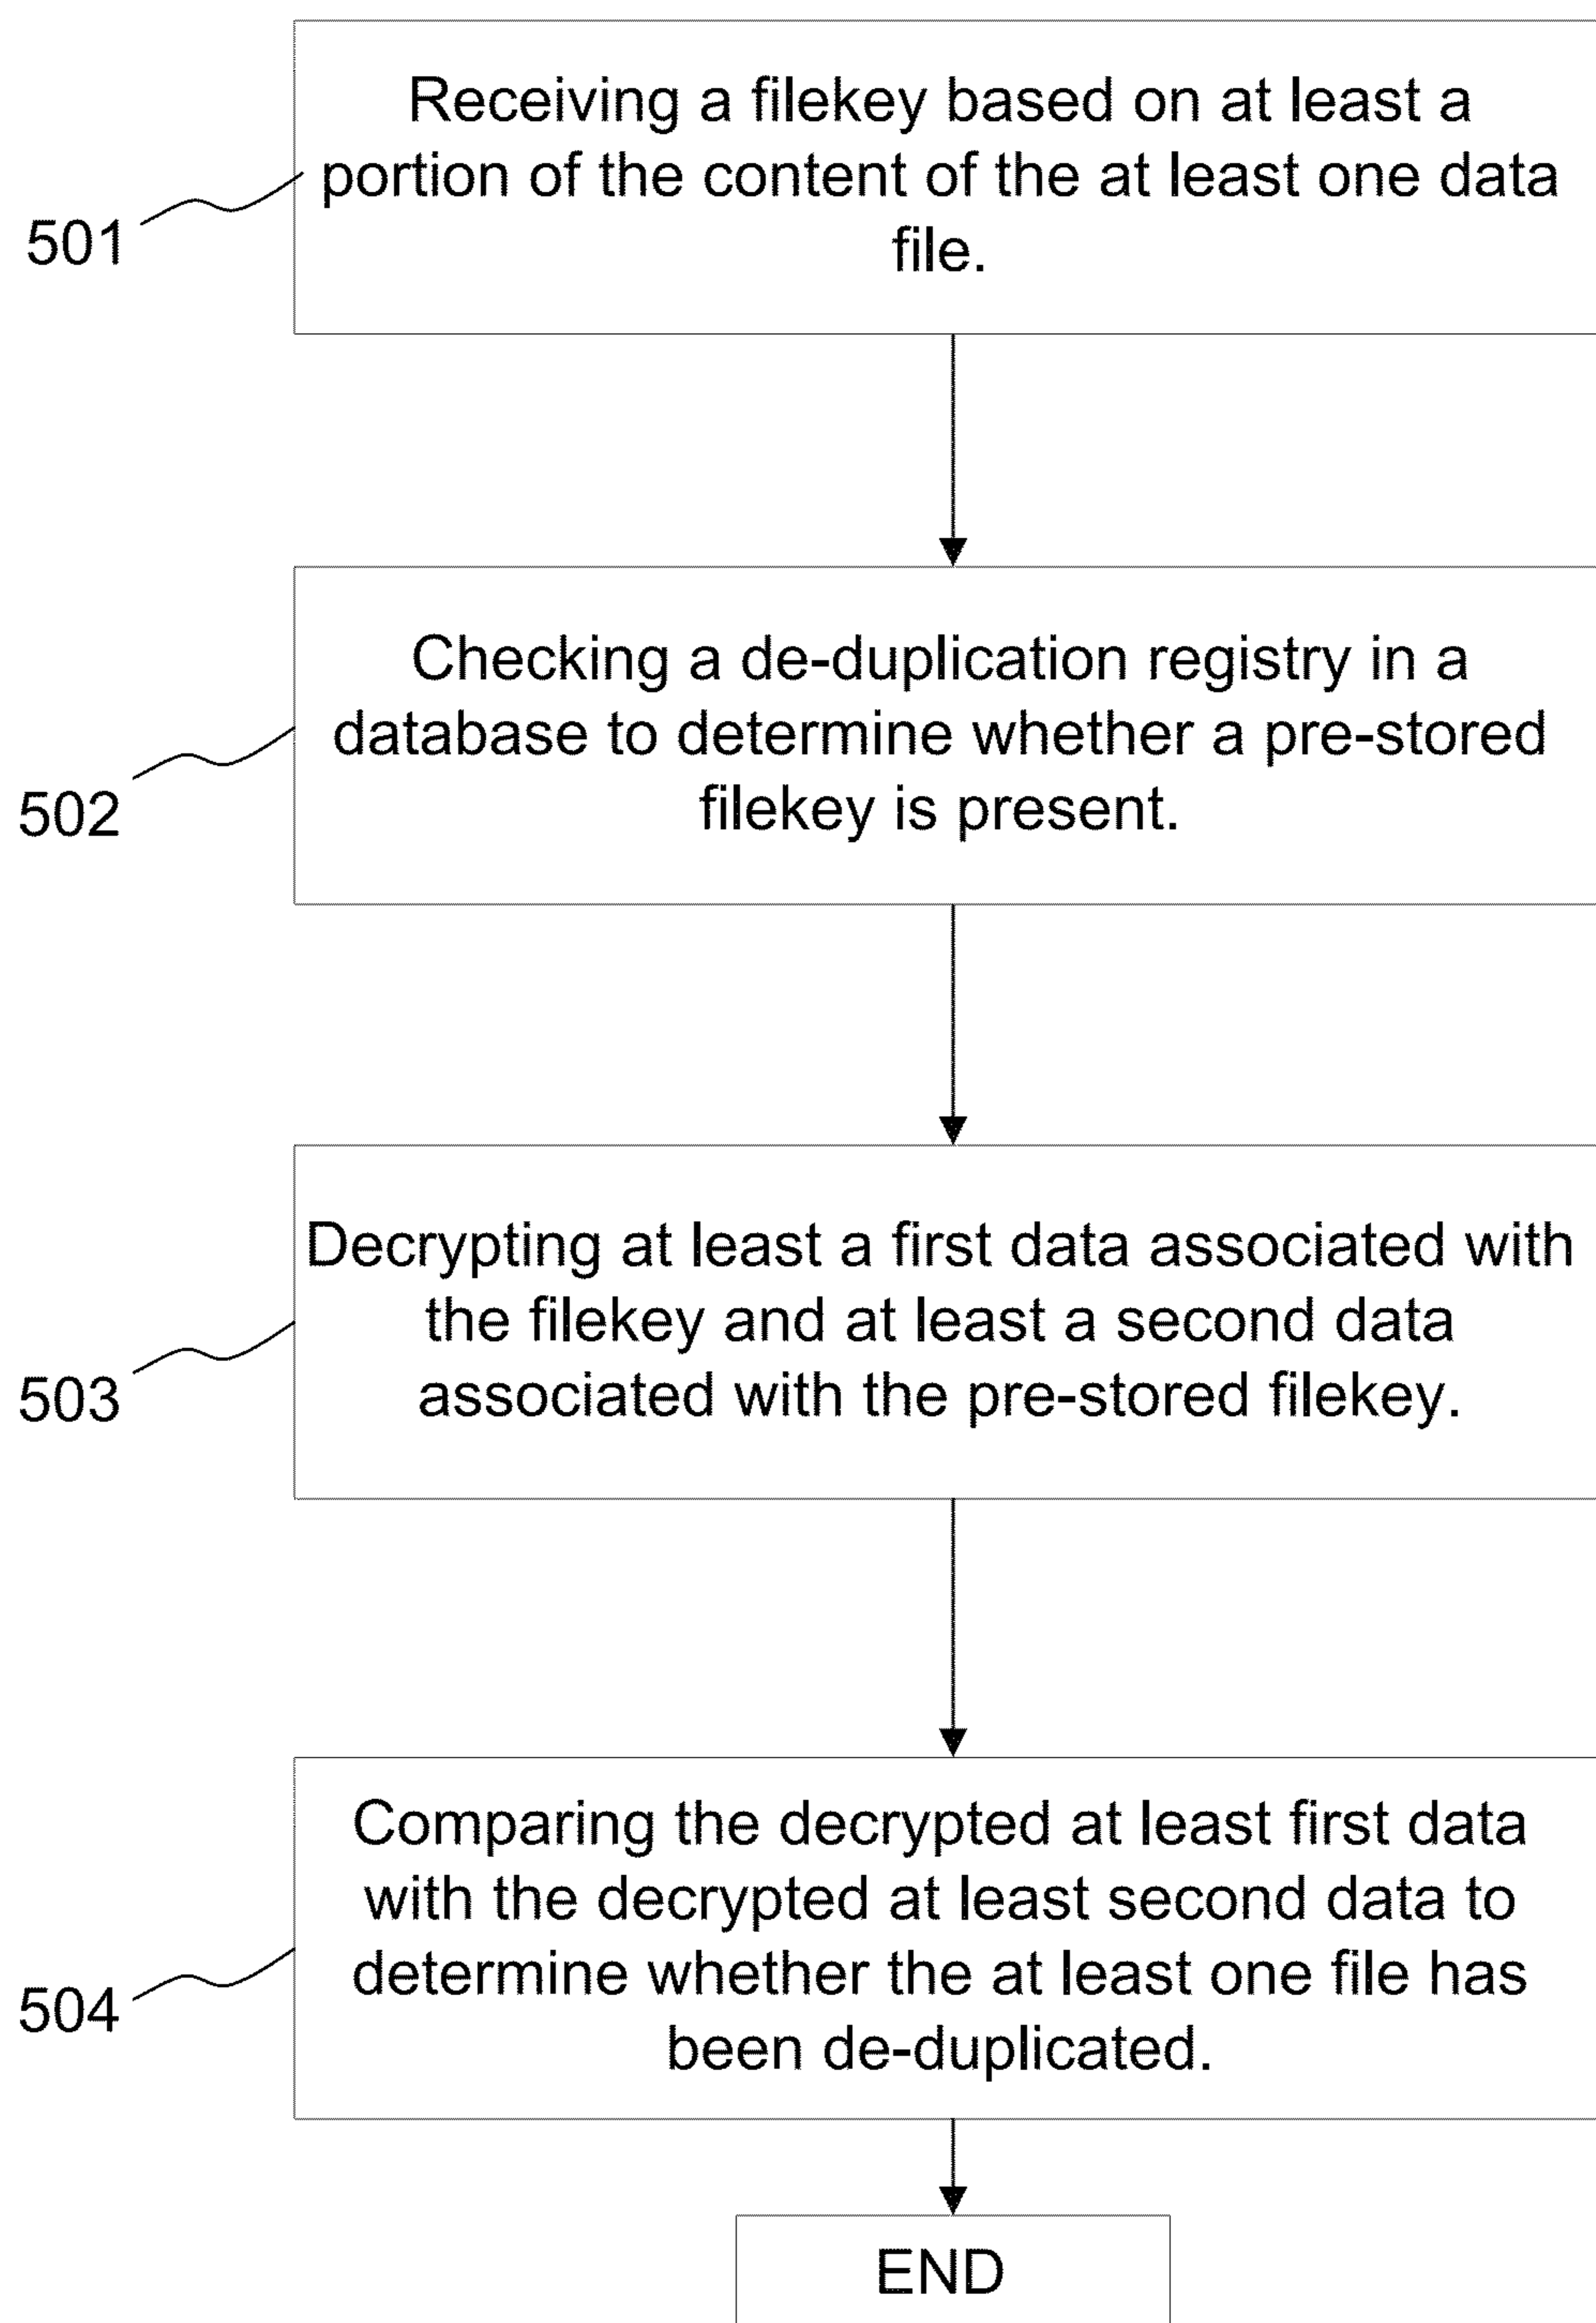 Receiving a filekey based on at least a
portion of the content of the at least one data
file.
501
Checking a de-duplication registry in a
database to determine whether a pre-stored
filekey is present.
502
Decrypting at least a first data associated with
the filekey and at least a second data
associated with the pre-stored filekey.
503
Comparing the decrypted at least first data
with the decrypted at least second data to
determine whether the at least one file has
been de-duplicated.
504
END